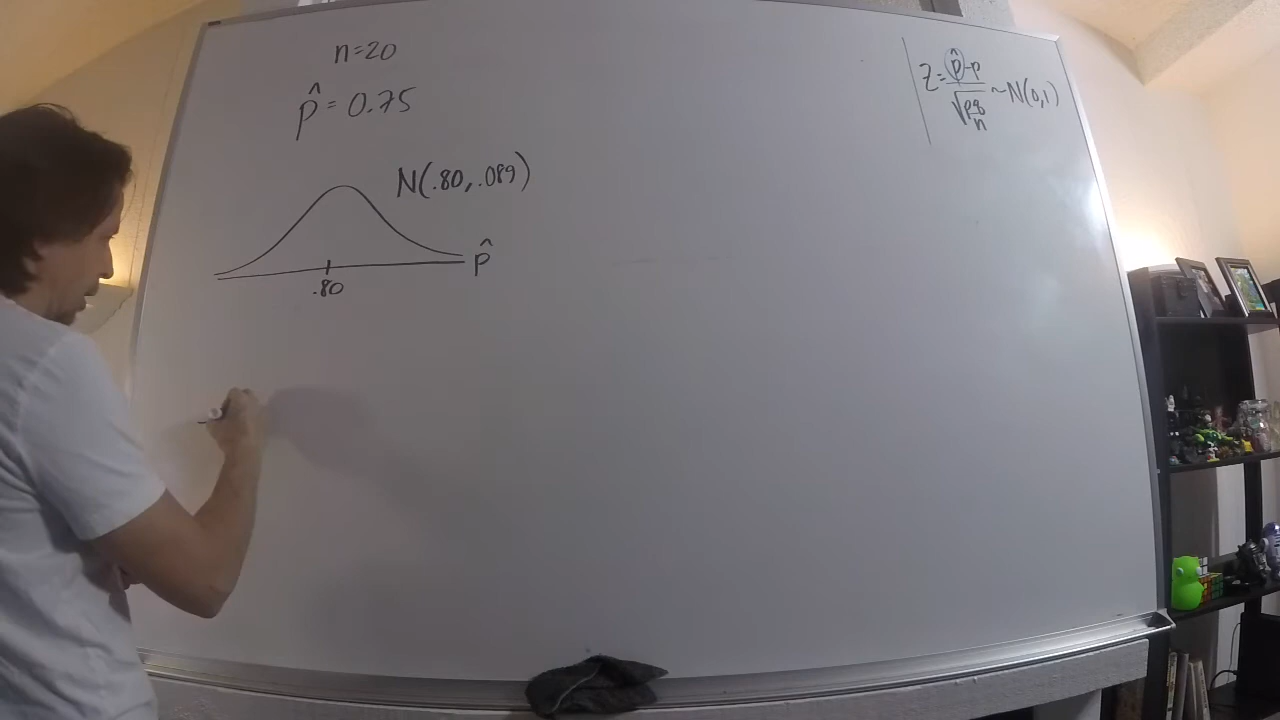 n=20
p̂ = 0.75
N(.80, .089)
p̂
.80
Z = p̂-p / √pq/n ~ N(0,1)